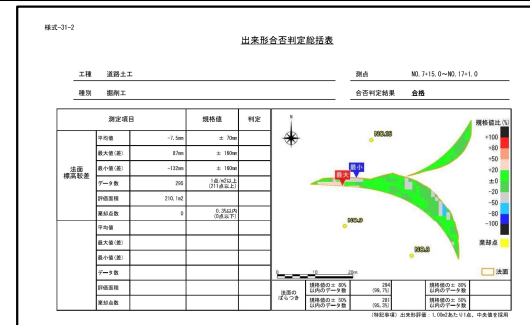 様式-31-2
出来形合否判定総括表
工種 道路土工
測点 NO.7+15.0～NO.17+1.0
種別 掘削工
合否判定結果 合格
測定項目 規格値 判定
法面
標高較差
平均値 -7.5mm ± 70mm
最大値(差) 87mm ± 160mm
最小値(差) -132mm ± 160mm
データ数 295 1点/m2以上
(211点以上)
評価面積 210.1m2
棄却点数 0 0.3%以内
(0点以下)
平均値
最大値(差)
最小値(差)
データ数
評価面積
棄却点数
規格値比(%)
+100
+80
+50
+20
±0
-20
-50
-80
-100
棄却点
法面
最大
最小
NO.9
NO.8
0 10 20m
法面の
ばらつき
規格値の± 80%
以内のデータ数
294
(99.7%)
規格値の± 80%
以内のデータ数
規格値の± 50%
以内のデータ数
281
(95.3%)
規格値の± 50%
以内のデータ数
(特記事項) 出来形評価：1.00m2あたり1点、中央値を採用